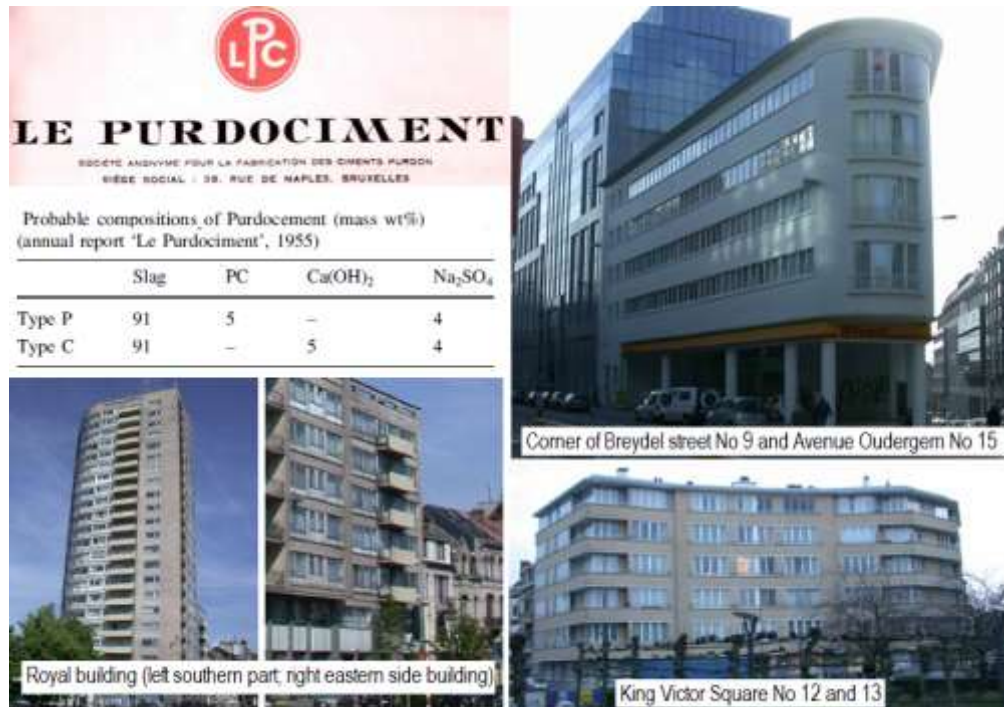 LPC
LE PURDOCIMENT
SOCIÉTÉ ANONYME POUR LA FABRICATION DES CIMENTS PURDON
SIÈGE SOCIAL : 39, RUE DE NAPLES, BRUXELLES
Probable compositions of Purdocement (mass wt%)
(annual report 'Le Purdociment', 1955)
Slag PC Ca(OH)₂ Na₂SO₄
Type P 91 5 – 4
Type C 91 – 5 4
Corner of Breydel street No 9 and Avenue Oudergem No 15
Royal building (left southern part, right eastern side building)
King Victor Square No 12 and 13